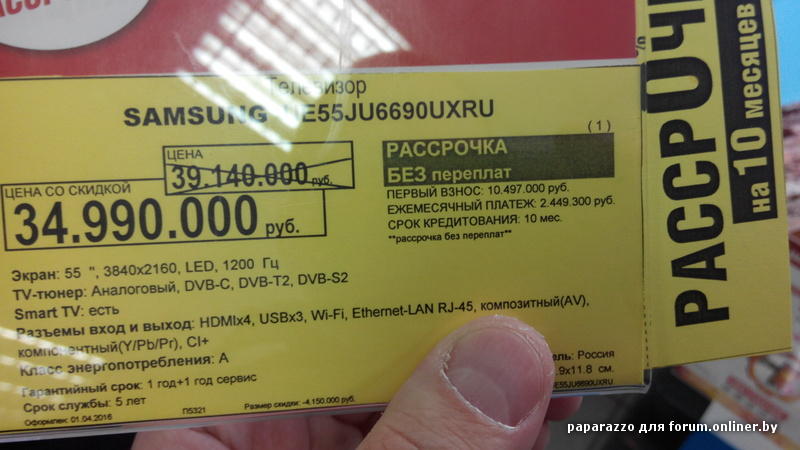 Телевизор
SAMSUNG UE55JU6690UXRU
(1)
ЦЕНА
39.140.000 руб.
ЦЕНА СО СКИДКОЙ
34.990.000 руб.
РАССРОЧКА
БЕЗ переплат
ПЕРВЫЙ ВЗНОС: 10.497.000 руб.
ЕЖЕМЕСЯЧНЫЙ ПЛАТЕЖ: 2.449.300 руб.
СРОК КРЕДИТОВАНИЯ: 10 мес.
"рассрочка без переплат"
Экран: 55 ", 3840x2160, LED, 1200 Гц
TV-тюнер: Аналоговый, DVB-C, DVB-T2, DVB-S2
Smart TV: есть
Разъемы вход и выход: HDMIx4, USBx3, Wi-Fi, Ethernet-LAN RJ-45, композитный(AV),
компонентный(Y/Pb/Pr), CI+
Класс энергопотребления: A
Россия
Гарантийный срок: 1 год+1 год сервис
.9x11.8 см.
Срок службы: 5 лет
П5321
Размер скидки: -4.150.000 руб.
E55JU6690UXRU
Оформлен: 01.04.2016
РАССРОЧ
на 10 месяцев
paparazzo для forum.onliner.by